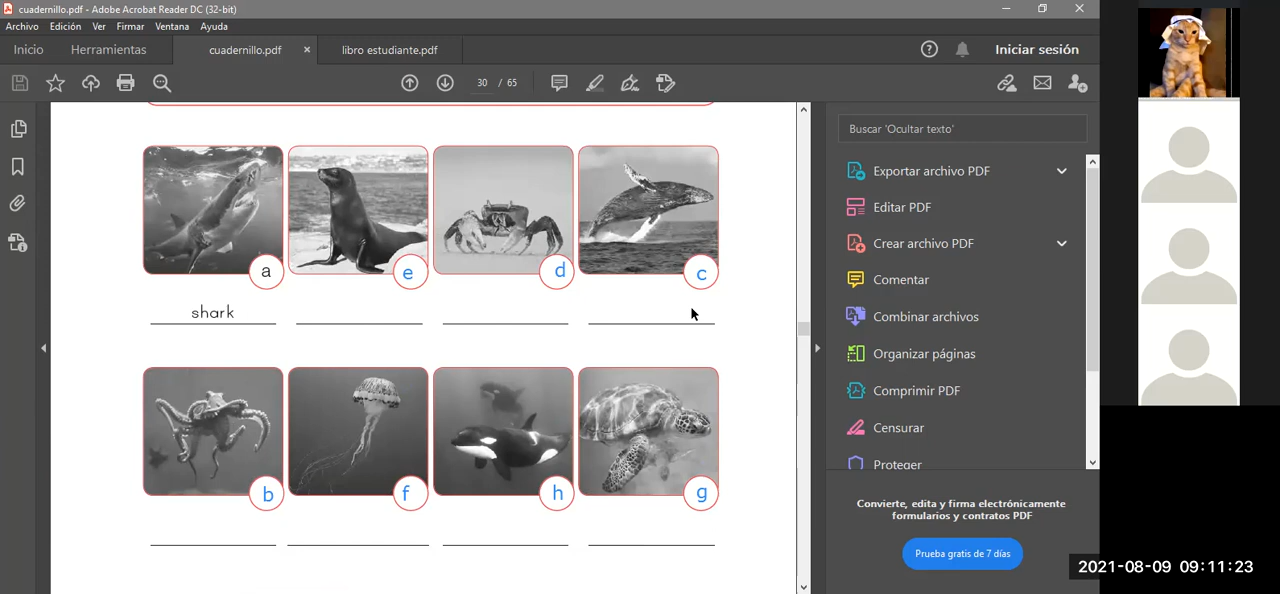 cuadernillo.pdf - Adobe Acrobat Reader DC (32-bit)
Archivo Edición Ver Firmar Ventana Ayuda
Inicio Herramientas cuadernillo.pdf × libro estudiante.pdf Iniciar sesión
30 / 65
Buscar 'Ocultar texto'
Exportar archivo PDF
Editar PDF
Crear archivo PDF
Comentar
Combinar archivos
Organizar páginas
Comprimir PDF
Censurar
Proteger
Convierte, edita y firma electrónicamente
formularios y contratos PDF
Prueba gratis de 7 días
a e d c
shark
b f h g
2021-08-09 09:11:23